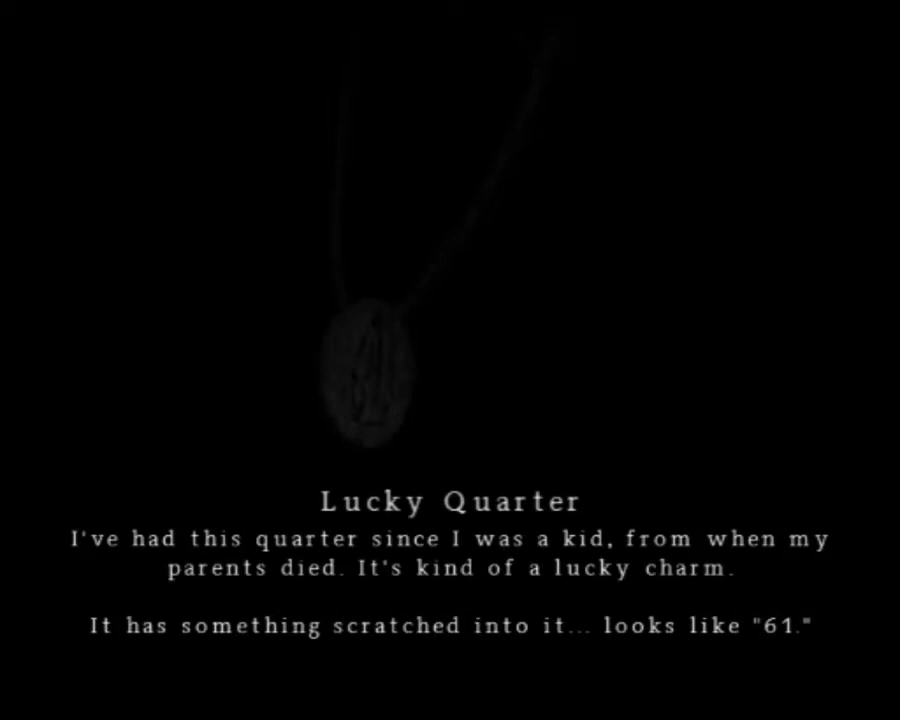 Lucky Quarter
I've had this quarter since I was a kid, from when my
parents died. It's kind of a lucky charm.
It has something scratched into it... looks like "61."